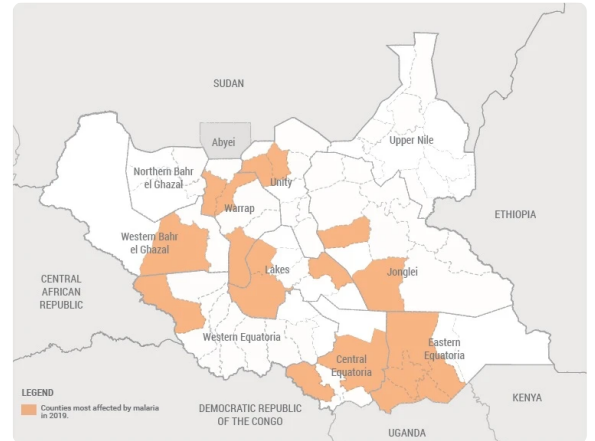 SUDAN
Abyei
Upper Nile
Northern Bahr
el Ghazal
Unity
Warrap
ETHIOPIA
Western Bahr
el Ghazal
Lakes
Jonglei
CENTRAL
AFRICAN
REPUBLIC
Western Equatoria
Eastern
Equatoria
Central
Equatoria
LEGEND
Counties most affected by malaria
in 2019.
DEMOCRATIC REPUBLIC
OF THE CONGO
KENYA
UGANDA